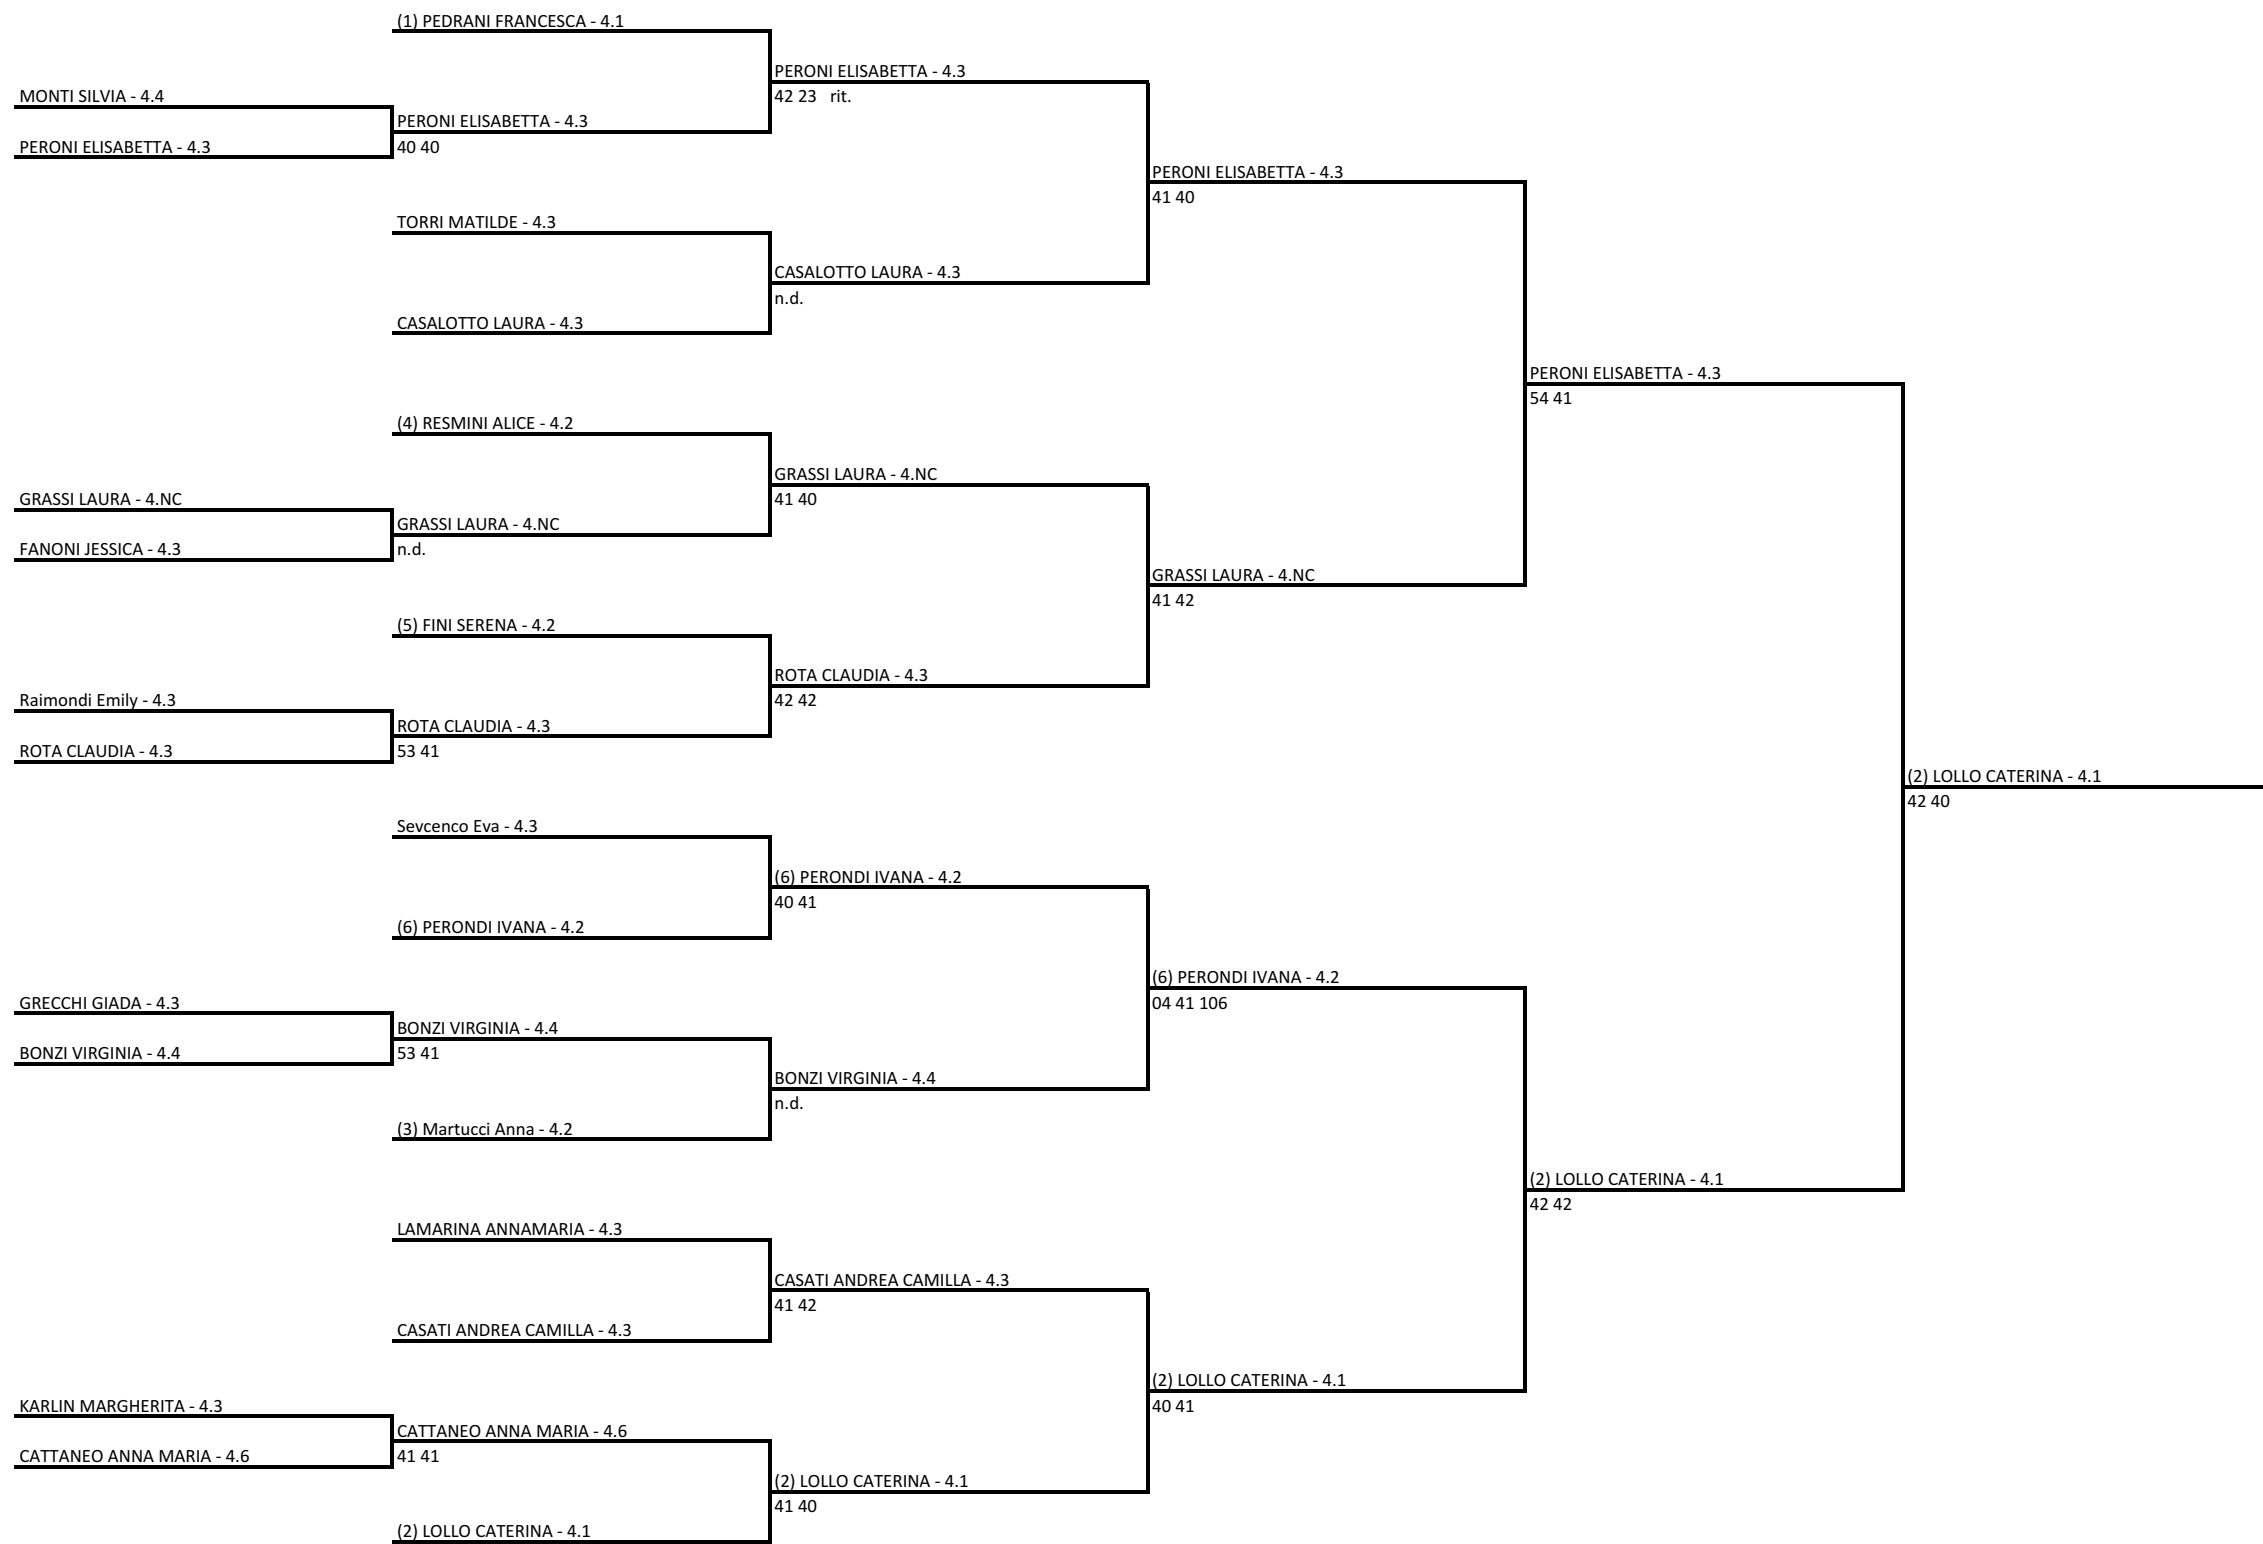 (1) PEDRANI FRANCESCA - 4.1
PERONI ELISABETTA - 4.3
MONTI SILVIA - 4.4
42 23 rit.
PERONI ELISABETTA - 4.3
PERONI ELISABETTA - 4.3
40 40
PERONI ELISABETTA - 4.3
41 40
TORRI MATILDE - 4.3
CASALOTTO LAURA - 4.3
n.d.
CASALOTTO LAURA - 4.3
PERONI ELISABETTA - 4.3
54 41
(4) RESMINI ALICE - 4.2
GRASSI LAURA - 4.NC
GRASSI LAURA - 4.NC
41 40
GRASSI LAURA - 4.NC
FANONI JESSICA - 4.3
n.d.
GRASSI LAURA - 4.NC
41 42
(5) FINI SERENA - 4.2
ROTA CLAUDIA - 4.3
Raimondi Emily - 4.3
42 42
ROTA CLAUDIA - 4.3
ROTA CLAUDIA - 4.3
53 41
(2) LOLLO CATERINA - 4.1
42 40
Sevcenco Eva - 4.3
(6) PERONDI IVANA - 4.2
40 41
(6) PERONDI IVANA - 4.2
(6) PERONDI IVANA - 4.2
GRECCHI GIADA - 4.3
04 41 106
BONZI VIRGINIA - 4.4
BONZI VIRGINIA - 4.4
53 41
BONZI VIRGINIA - 4.4
n.d.
(3) Martucci Anna - 4.2
(2) LOLLO CATERINA - 4.1
42 42
LAMARINA ANNAMARIA - 4.3
CASATI ANDREA CAMILLA - 4.3
41 42
CASATI ANDREA CAMILLA - 4.3
(2) LOLLO CATERINA - 4.1
KARLIN MARGHERITA - 4.3
40 41
CATTANEO ANNA MARIA - 4.6
CATTANEO ANNA MARIA - 4.6
41 41
(2) LOLLO CATERINA - 4.1
41 40
(2) LOLLO CATERINA - 4.1